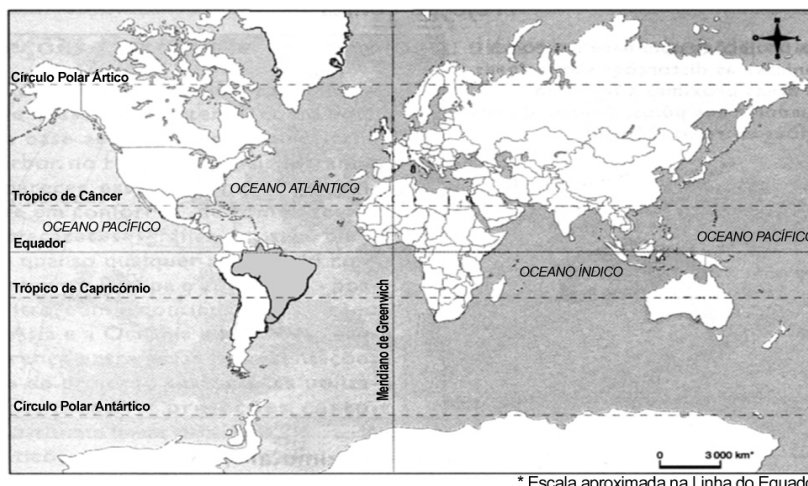 Círculo Polar Ártico
OCEANO ATLÂNTICO
Trópico de Câncer
OCEANO PACÍFICO
OCEANO PACÍFICO
Equador
OCEANO ÍNDICO
Trópico de Capricórnio
Meridiano de Greenwich
Círculo Polar Antártico
0 3 000 km*
* Escala aproximada na Linha do Equador